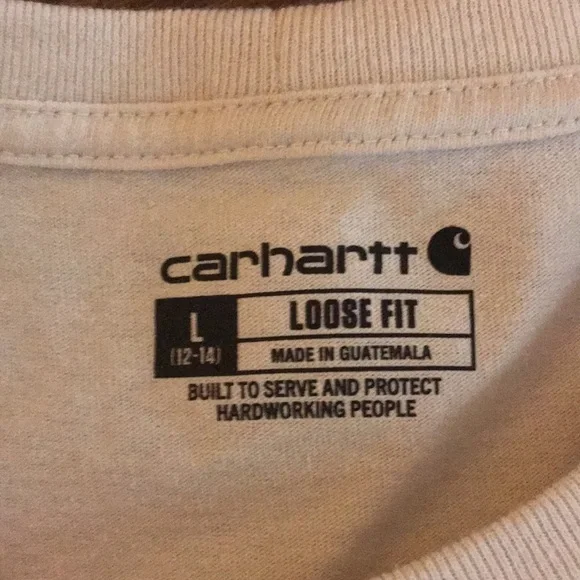 carhartt
L
(12-14)
LOOSE FIT
MADE IN GUATEMALA
BUILT TO SERVE AND PROTECT
HARDWORKING PEOPLE